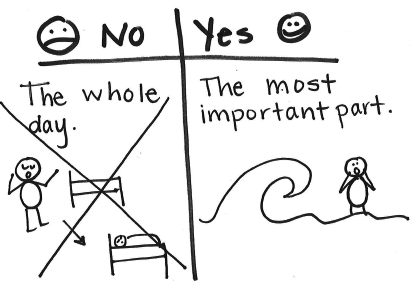 No
Yes
The whole
day.
The most
important part.